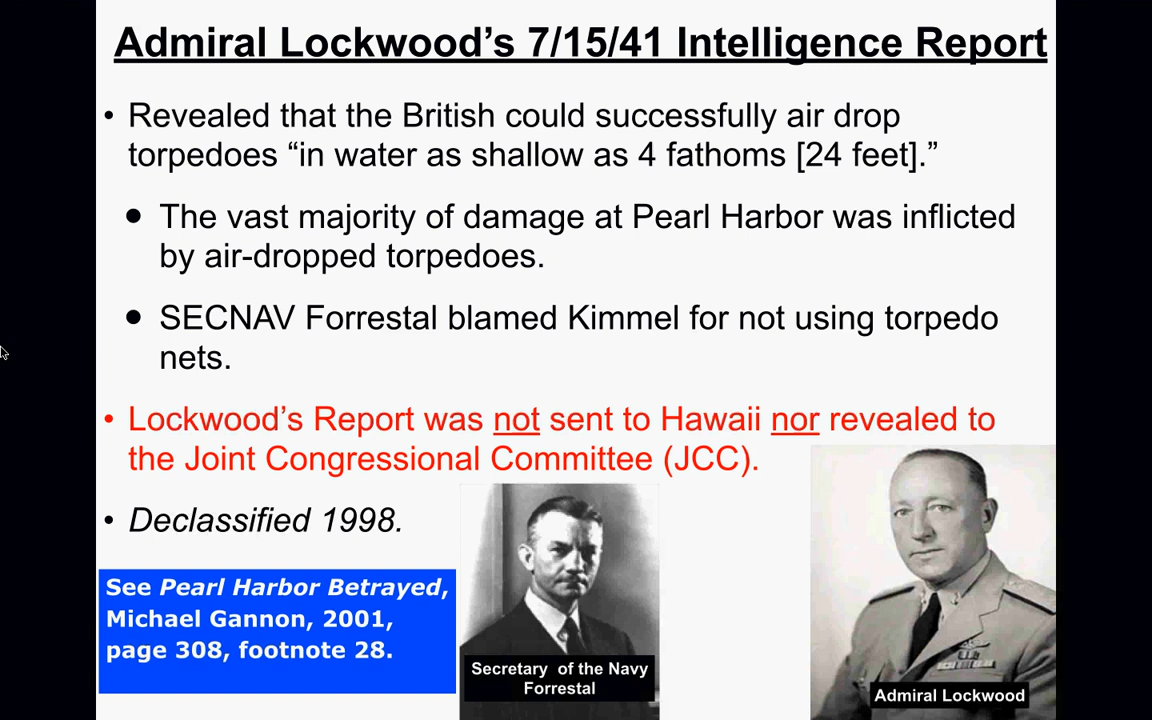 Admiral Lockwood’s 7/15/41 Intelligence Report
• Revealed that the British could successfully air drop
torpedoes “in water as shallow as 4 fathoms [24 feet].”
• The vast majority of damage at Pearl Harbor was inflicted
by air-dropped torpedoes.
• SECNAV Forrestal blamed Kimmel for not using torpedo
nets.
• Lockwood’s Report was not sent to Hawaii nor revealed to
the Joint Congressional Committee (JCC).
• Declassified 1998.
See Pearl Harbor Betrayed,
Michael Gannon, 2001,
page 308, footnote 28.
Secretary of the Navy
Forrestal
Admiral Lockwood